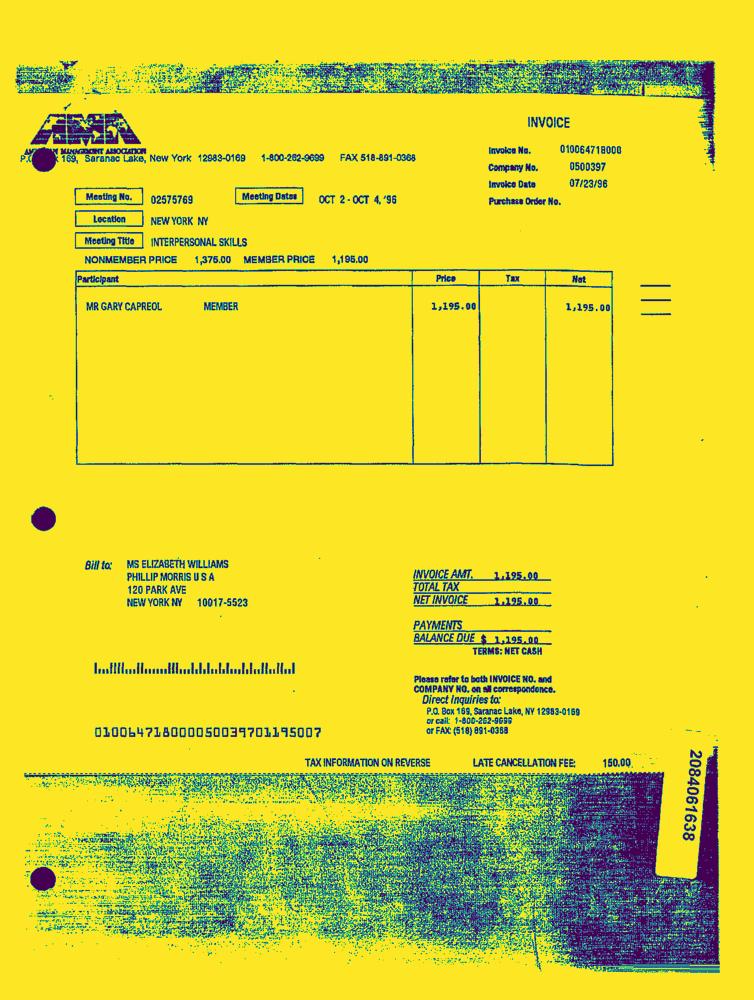 INVOICE
AMA
MANAGEMENT ASSOCIATION
169, Saranac Lake, New York 12983-0169 1-800-262-9699 FAX 518-891-0368
Invoice No. 010064718000
Company No. 0500397
Invoice Date 07/23/96
Purchase Order No.
Meeting No. 02575769 Meeting Dates OCT 2 - OCT 4, '96
Location NEW YORK NY
Meeting Title INTERPERSONAL SKILLS
NONMEMBER PRICE 1,375.00 MEMBER PRICE 1,195.00
Participant Price Tax Net
MR GARY CAPREOL MEMBER 1,195.00 1,195.00
Bill to: MS ELIZABETH WILLIAMS
PHILLIP MORRIS U S A
120 PARK AVE
NEW YORK NY 10017-5523
INVOICE AMT. 1,195.00
TOTAL TAX
NET INVOICE 1,195.00
PAYMENTS
BALANCE DUE $ 1,195.00
TERMS: NET CASH
Please refer to both INVOICE NO. and
COMPANY NO. on all correspondence.
Direct Inquiries to:
P.O. Box 169, Saranac Lake, NY 12983-0169
or call: 1-800-262-9699
or FAX: (518) 891-0368
0100647180000500397011950​07
TAX INFORMATION ON REVERSE LATE CANCELLATION FEE: 150.00
2084061638